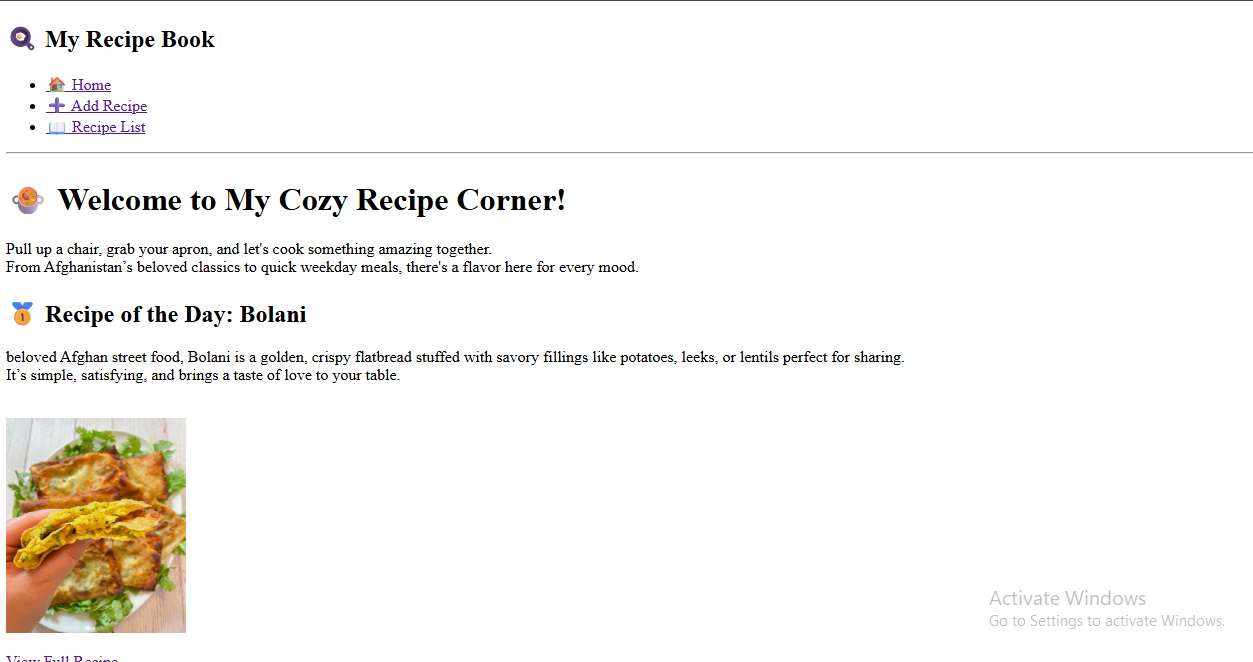 🍳 My Recipe Book
🏠 Home
➕ Add Recipe
📖 Recipe List
🍲 Welcome to My Cozy Recipe Corner!
Pull up a chair, grab your apron, and let's cook something amazing together.
From Afghanistan’s beloved classics to quick weekday meals, there's a flavor here for every mood.
🥇 Recipe of the Day: Bolani
beloved Afghan street food, Bolani is a golden, crispy flatbread stuffed with savory fillings like potatoes, leeks, or lentils perfect for sharing.
It’s simple, satisfying, and brings a taste of love to your table.
View Full Recipe
Activate Windows
Go to Settings to activate Windows.